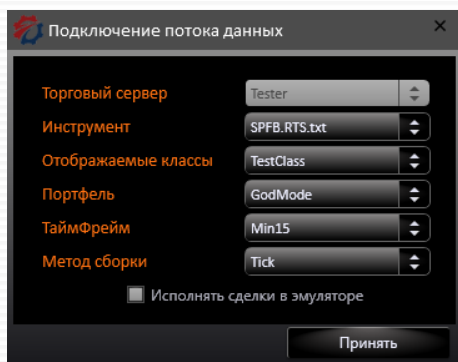 Подключение потока данных
Торговый сервер Tester
Инструмент SPFB.RTS.txt
Отображаемые классы TestClass
Портфель GodMode
ТаймФрейм Min15
Метод сборки Tick
Исполнять сделки в эмуляторе
Принять